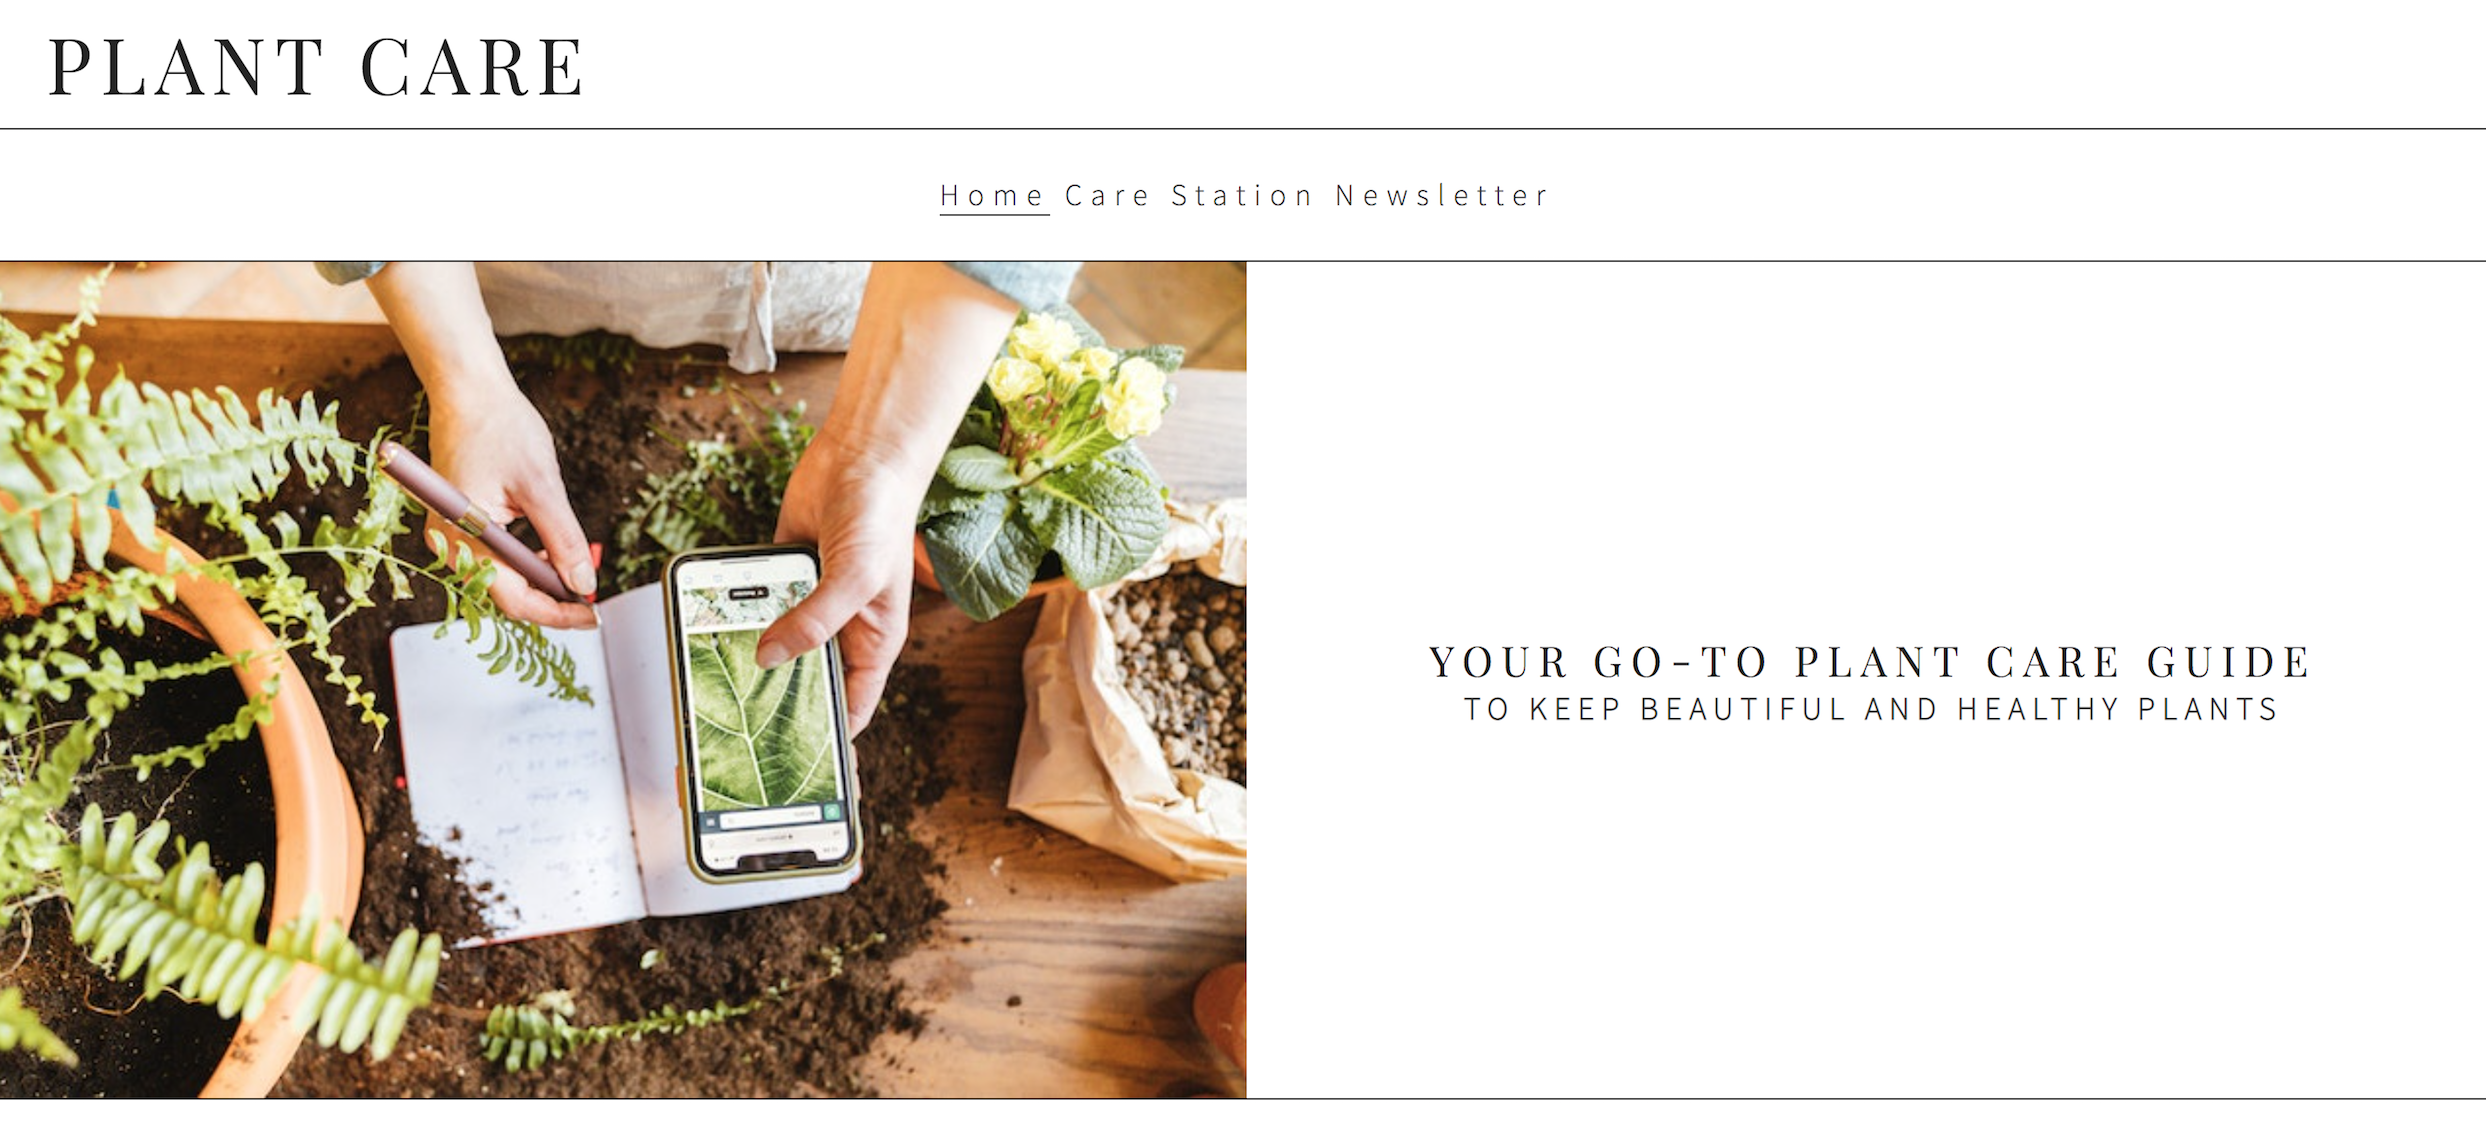 PLANT CARE
Home Care Station Newsletter
YOUR GO-TO PLANT CARE GUIDE
TO KEEP BEAUTIFUL AND HEALTHY PLANTS